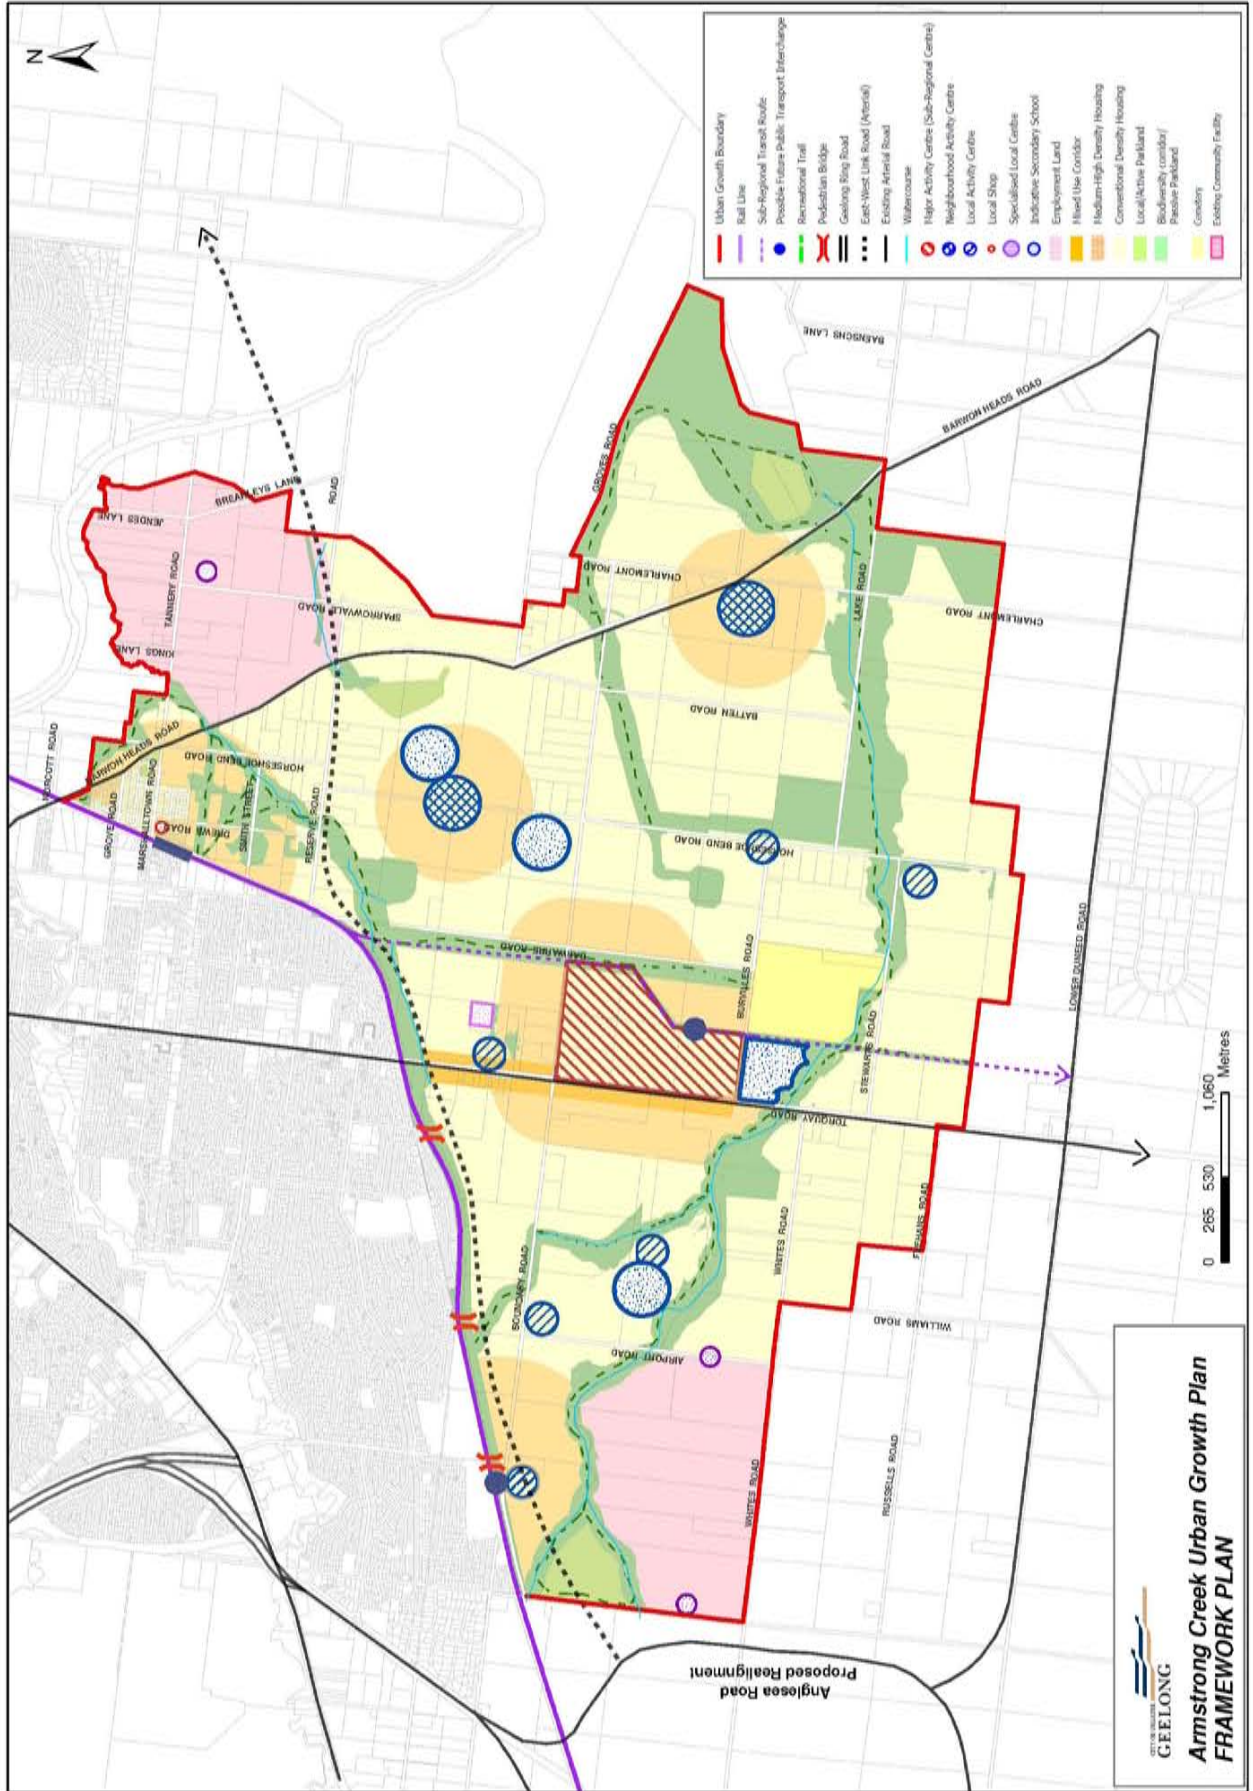 N
Urban Growth Boundary
Rail Line
Sub-Regional Transit Route
Possible Future Public Transport Interchange
Recreational Trail
Pedestrian Bridge
Geelong Ring Road
East-West Link Road (Arterial)
Existing Arterial Road
Watercourse
Major Activity Centre (Sub-Regional Centre)
Neighbourhood Activity Centre
Local Activity Centre
Local Shop
Specialised Local Centre
Indicative Secondary School
Employment Land
Mixed Use Corridor
Medium-High Density Housing
Conventional Density Housing
Local/Active Parkland
Biodiversity corridor/
Passive Parkland
Cemetery
Existing Community Facility
BREARLEYS LANE
JENDES LANE
ROAD
TANNERY ROAD
SPARROWVALE ROAD
KINGS LANE
BARWON HEADS ROAD
HORSESHOE BEND ROAD
GROVE ROAD
MARSHALLTOWN ROAD
DREWS ROAD
SMITH STREET
RESERVE ROAD
GROVES ROAD
BAENSCHS LANE
BARWON HEADS ROAD
CHARLEMONT ROAD
LAKE ROAD
CHARLEMONT ROAD
BATTEN ROAD
HORSESHOE BEND ROAD
BURVILLES ROAD
LOWER DUNEED ROAD
STEWARTS ROAD
TORQUAY ROAD
WHITES ROAD
BOUNDARY ROAD
AIRPORT ROAD
WILLIAMS ROAD
WHITES ROAD
RUSSELLS ROAD
Anglesea Road
Proposed Realignment
0 265 530 1,060
Metres
GEELONG
Armstrong Creek Urban Growth Plan
FRAMEWORK PLAN